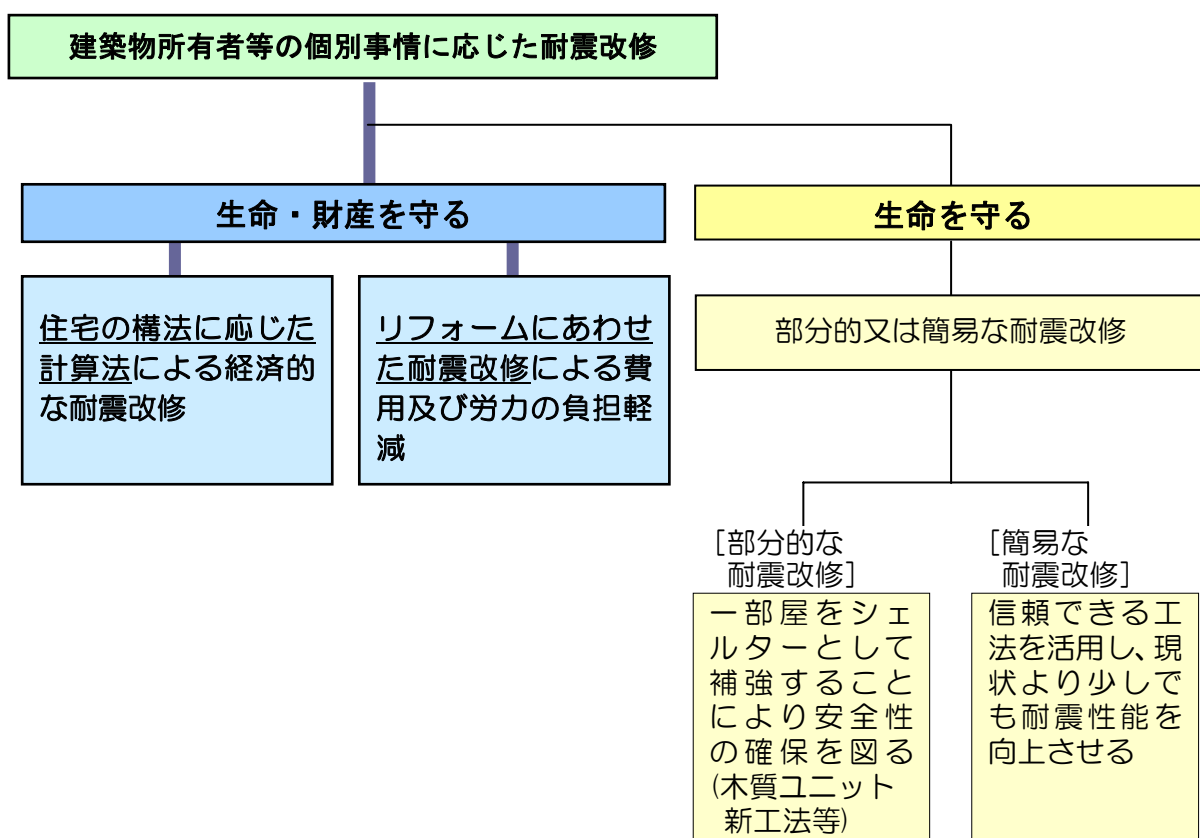 建築物所有者等の個別事情に応じた耐震改修
生命・財産を守る
住宅の構法に応じた
計算法による経済的
な耐震改修
リフォームにあわせ
た耐震改修による費
用及び労力の負担軽
減
生命を守る
部分的又は簡易な耐震改修
[部分的な
耐震改修]
一部屋をシェ
ルターとして
補強すること
により安全性
の確保を図る
(木質ユニット
新工法等)
[簡易な
耐震改修]
信頼できる工
法を活用し、現
状より少しで
も耐震性能を
向上させる